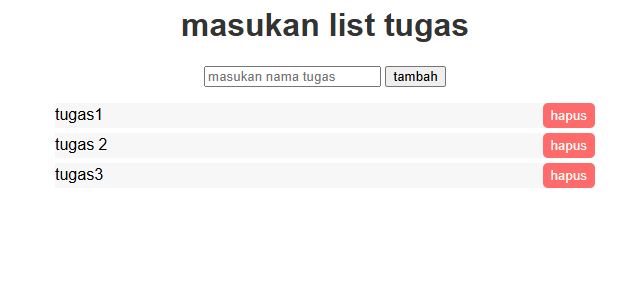 masukan list tugas
masukan nama tugas tambah
tugas1 hapus
tugas 2 hapus
tugas3 hapus